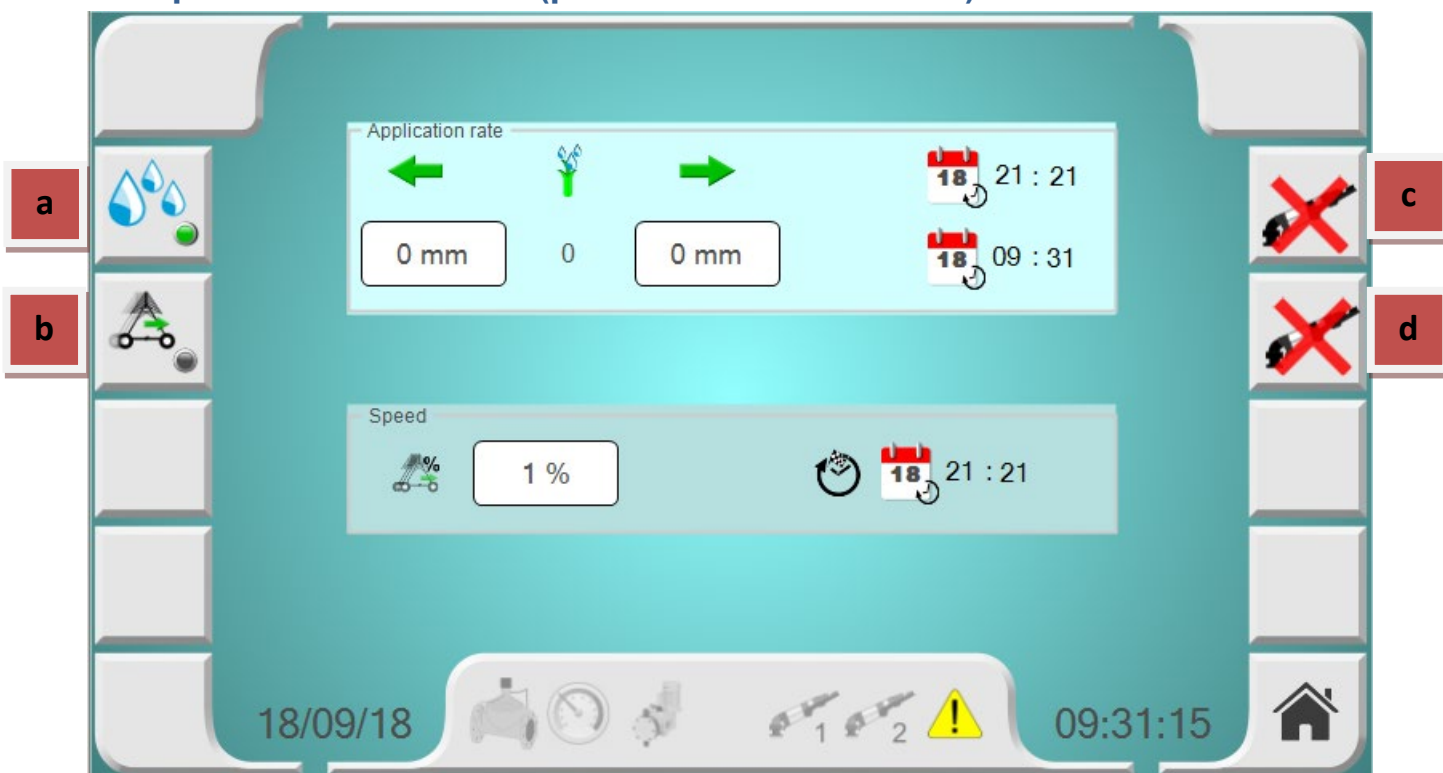 Application rate
18 21 : 21
a
c
0 mm 0 0 mm
18 09 : 31
b
d
Speed
% 1 % 18 21 : 21
18/09/18 1 2 ! 09:31:15